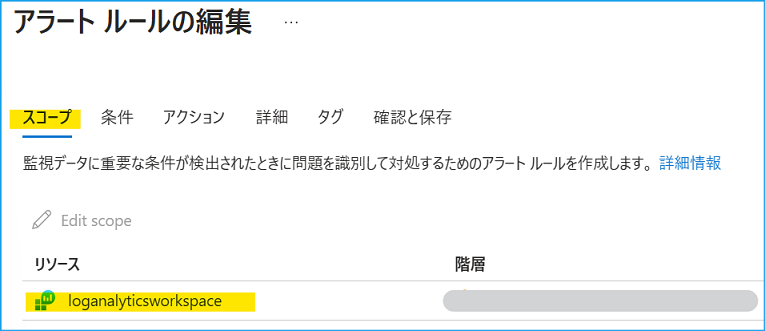 アラート ルールの編集 …
スコープ 条件 アクション 詳細 タグ 確認と保存
監視データに重要な条件が検出されたときに問題を識別して対処するためのアラート ルールを作成します。 詳細情報
Edit scope
リソース 階層
loganalyticsworkspace